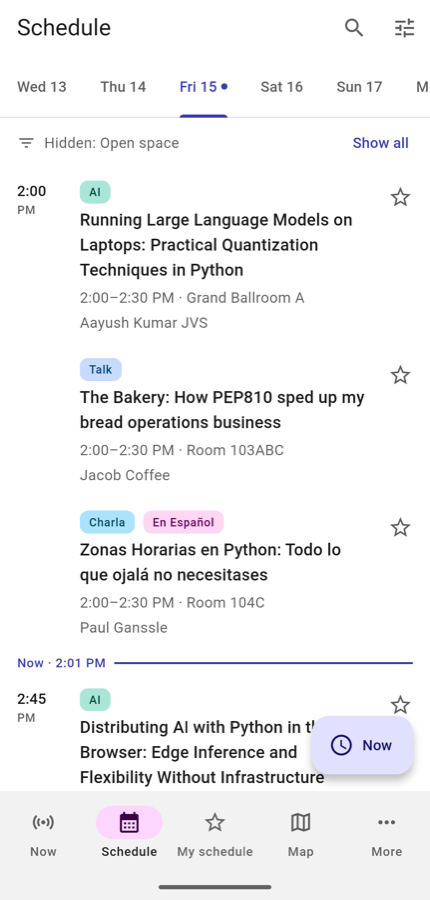 Schedule
Wed 13
Thu 14
Fri 15
Sat 16
Sun 17
M
Hidden: Open space
Show all
2:00
PM
AI
Running Large Language Models on
Laptops: Practical Quantization
Techniques in Python
2:00–2:30 PM · Grand Ballroom A
Aayush Kumar JVS
Talk
The Bakery: How PEP810 sped up my
bread operations business
2:00–2:30 PM · Room 103ABC
Jacob Coffee
Charla
En Español
Zonas Horarias en Python: Todo lo
que ojalá no necesitases
2:00–2:30 PM · Room 104C
Paul Ganssle
Now · 2:01 PM
2:45
PM
AI
Distributing AI with Python in
Browser: Edge Inference and
Flexibility Without Infrastructure
Now
Now
Schedule
My schedule
Map
More